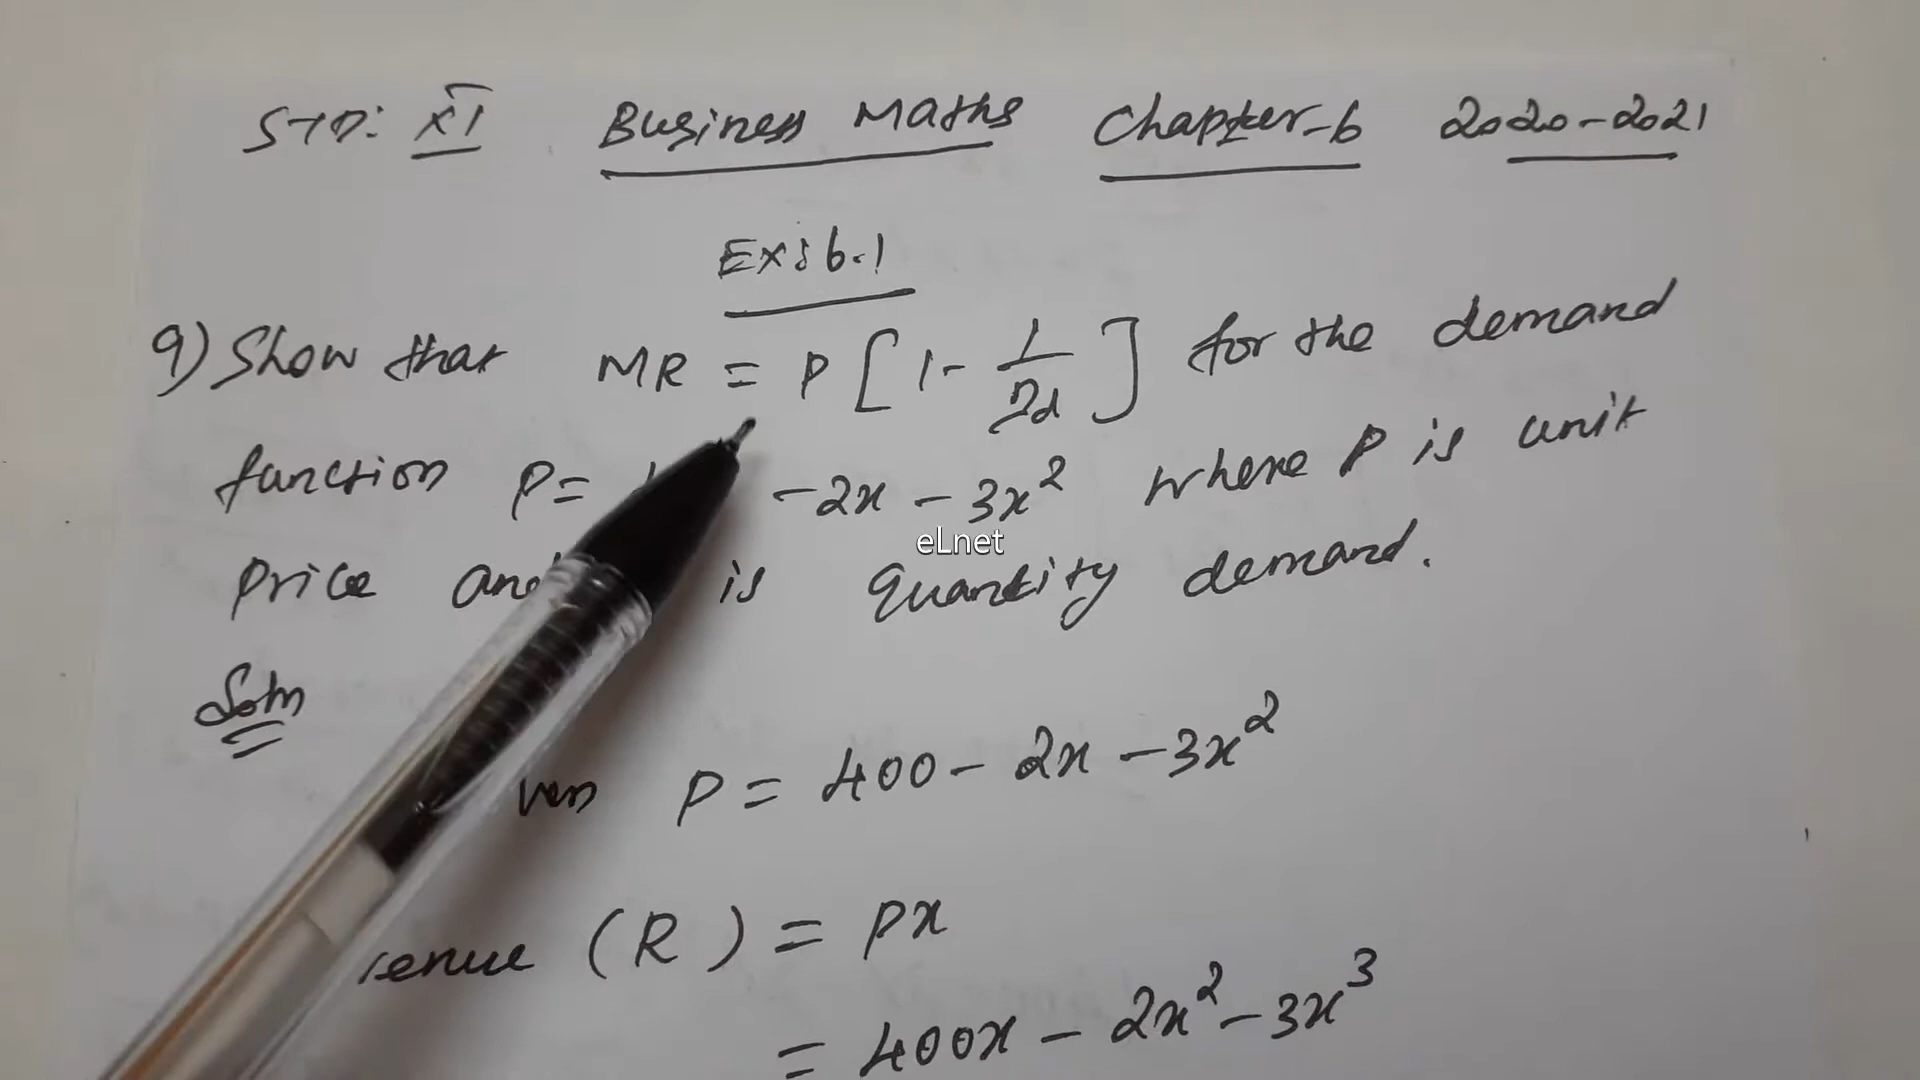 STD: XI Business Maths Chapter-6 2020-2021
Ex:6.1
9) Show that MR = P [ 1 - 1/ηd ] for the demand
function P = -2x - 3x² where P is unit
Price is Quantity demand.
Soln
P = 400 - 2x - 3x²
(R) = Px
= 400x - 2x² - 3x³
eLnet